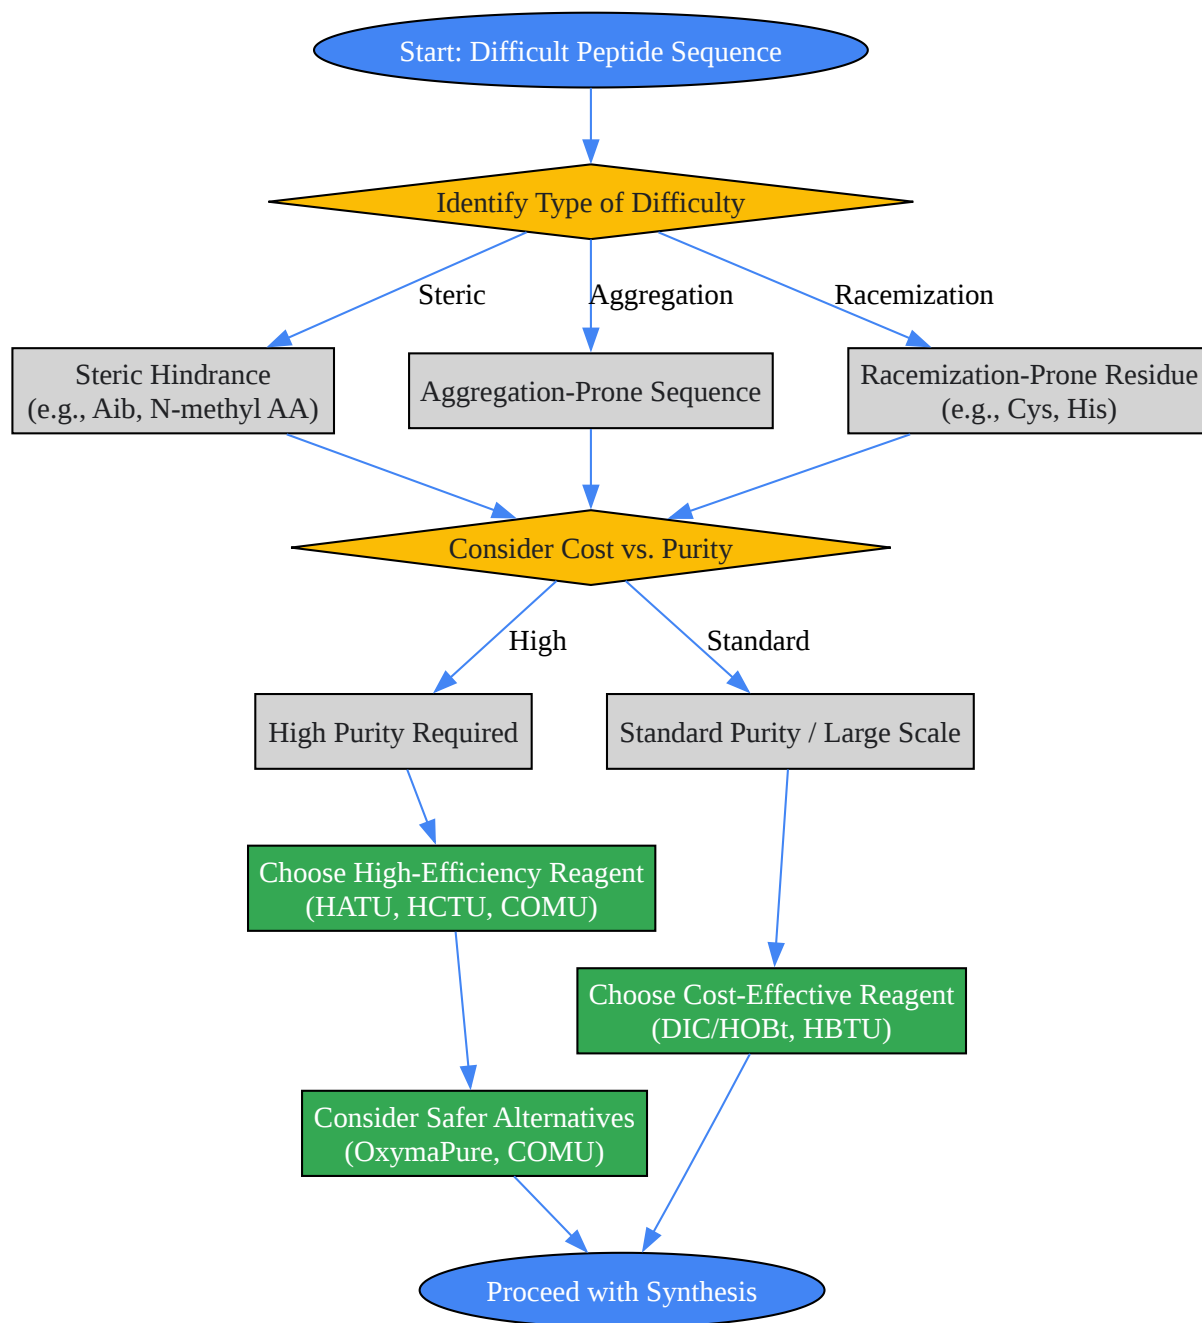 Start: Difficult Peptide Sequence
Identify Type of Difficulty
Steric
Aggregation
Racemization
Steric Hindrance
(e.g., Aib, N-methyl AA)
Aggregation-Prone Sequence
Racemization-Prone Residue
(e.g., Cys, His)
Consider Cost vs. Purity
High
Standard
High Purity Required
Standard Purity / Large Scale
Choose High-Efficiency Reagent
(HATU, HCTU, COMU)
Choose Cost-Effective Reagent
(DIC/HOBt, HBTU)
Consider Safer Alternatives
(OxymaPure, COMU)
Proceed with Synthesis